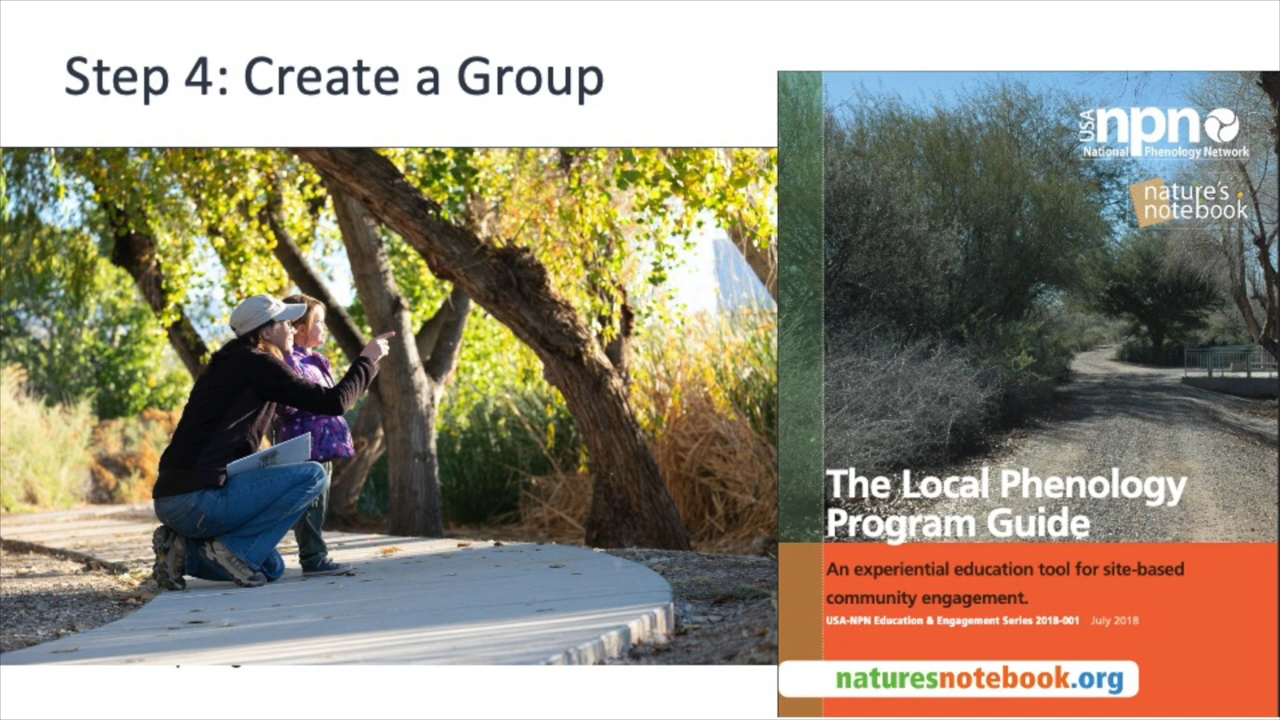 Step 4: Create a Group
USA
npn
National Phenology Network
nature's
notebook
The Local Phenology
Program Guide
An experiential education tool for site-based
community engagement.
USA-NPN Education & Engagement Series 2018-001 July 2018
naturesnotebook.org